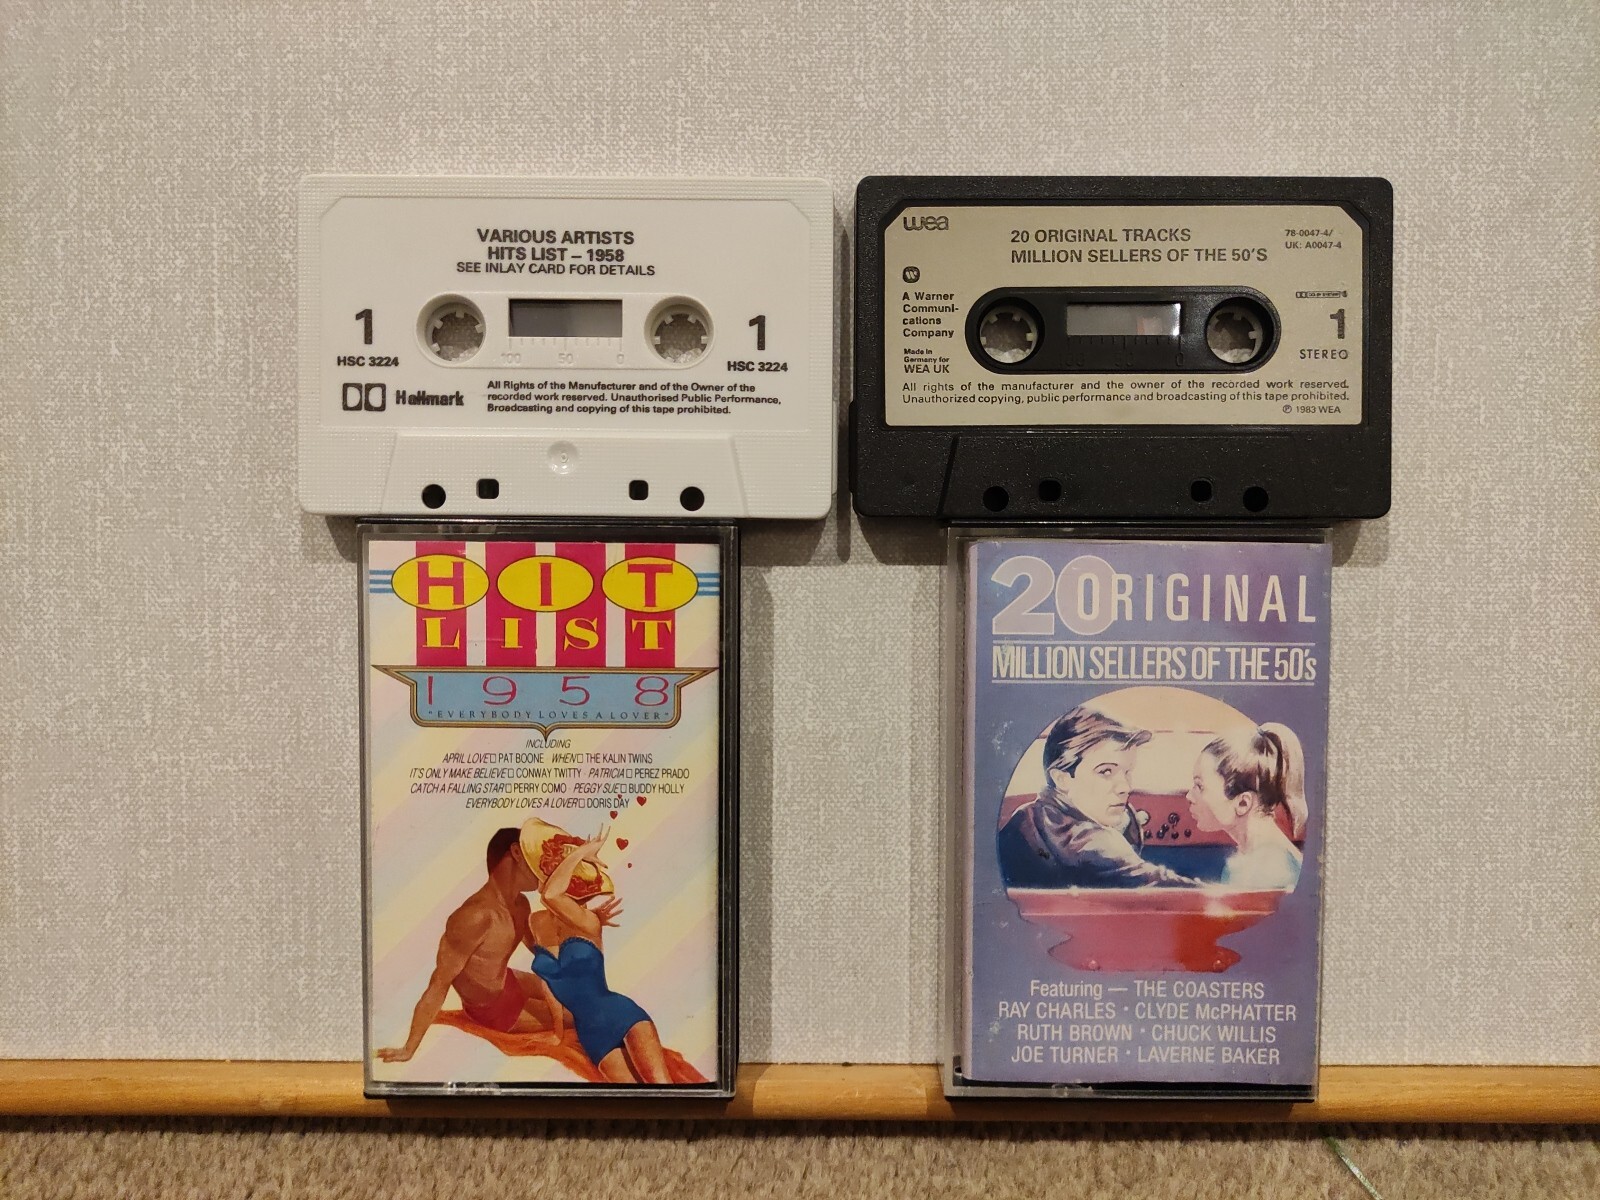 VARIOUS ARTISTS
HITS LIST – 1958
SEE INLAY CARD FOR DETAILS
1
HSC 3224
1
HSC 3224
100 50 0
Hallmark
All Rights of the Manufacturer and of the Owner of the
recorded work reserved. Unauthorised Public Performance,
Broadcasting and copying of this tape prohibited.
wea
20 ORIGINAL TRACKS
MILLION SELLERS OF THE 50'S
78-0047-4/
UK: A0047-4
A Warner
Communi-
cations
Company
Made in
Germany for
WEA UK
1
STEREO
All rights of the manufacturer and the owner of the recorded work reserved.
Unauthorized copying, public performance and broadcasting of this tape prohibited.
℗ 1983 WEA
HIT
LIST
1958
"EVERYBODY LOVES A LOVER"
INCLUDING
APRIL LOVE □ PAT BOONE WHEN □ THE KALIN TWINS
IT'S ONLY MAKE BELIEVE □ CONWAY TWITTY PATRICIA □ PEREZ PRADO
CATCH A FALLING STAR □ PERRY COMO PEGGY SUE □ BUDDY HOLLY
EVERYBODY LOVES A LOVER □ DORIS DAY
20 ORIGINAL
MILLION SELLERS OF THE 50's
Featuring — THE COASTERS
RAY CHARLES • CLYDE McPHATTER
RUTH BROWN • CHUCK WILLIS
JOE TURNER • LAVERNE BAKER